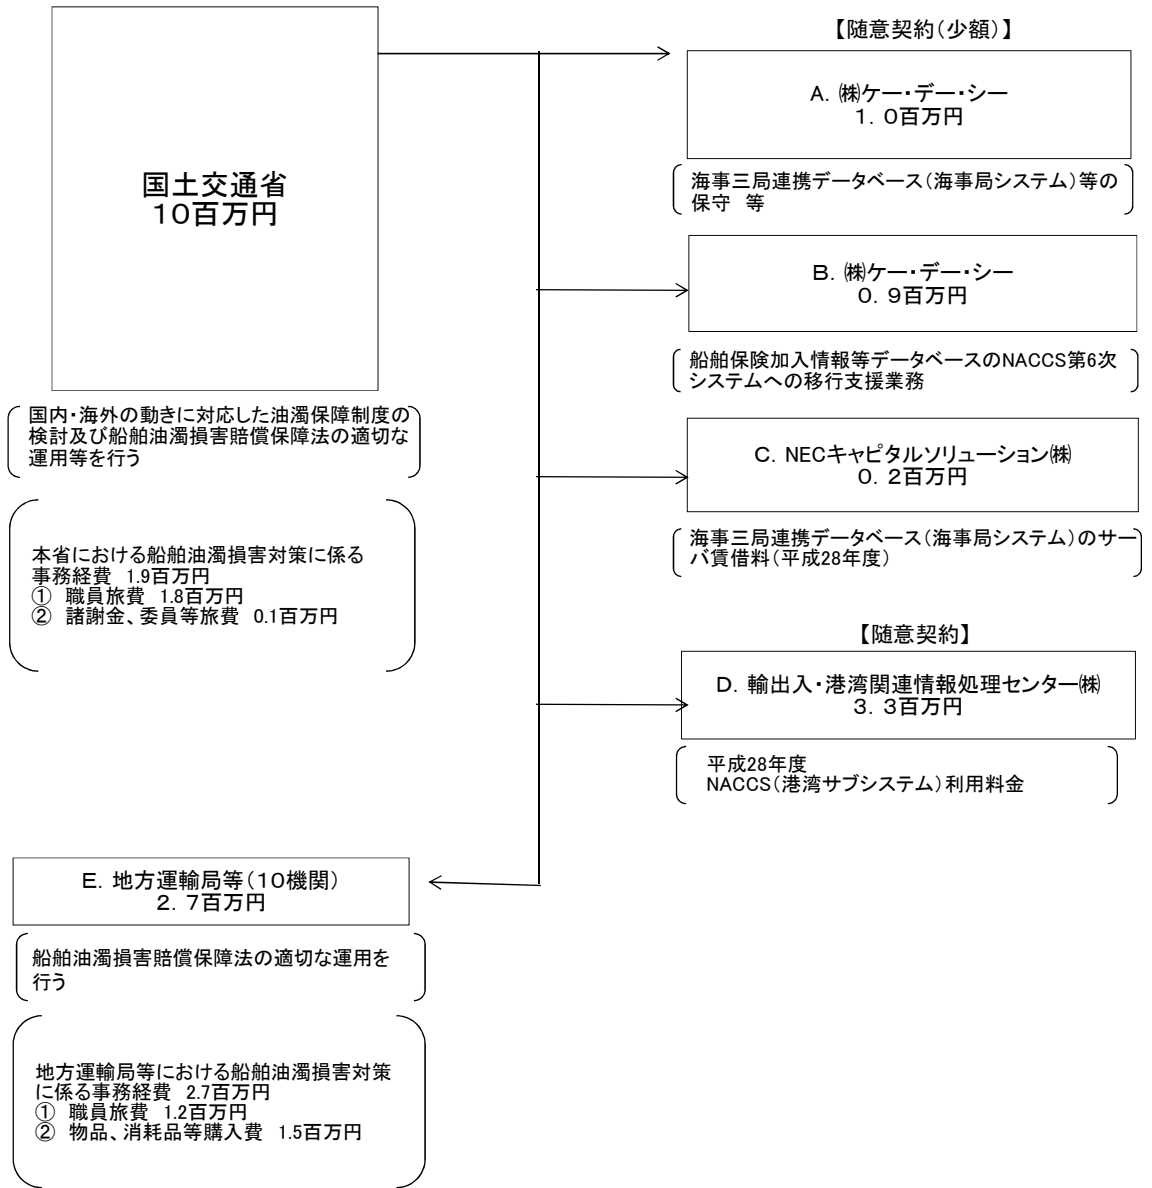 国土交通省
10百万円
国内・海外の動きに対応した油濁保障制度の
検討及び船舶油濁損害賠償保障法の適切な
運用等を行う
本省における船舶油濁損害対策に係る
事務経費 1.9百万円
① 職員旅費 1.8百万円
② 諸謝金、委員等旅費 0.1百万円
【随意契約(少額)】
A. ㈱ケー・デー・シー
1.0百万円
海事三局連携データベース(海事局システム)等の
保守 等
B. ㈱ケー・デー・シー
0.9百万円
船舶保険加入情報等データベースのNACCS第6次
システムへの移行支援業務
C. NECキャピタルソリューション㈱
0.2百万円
海事三局連携データベース(海事局システム)のサー
バ賃借料(平成28年度)
【随意契約】
D. 輸出入・港湾関連情報処理センター㈱
3.3百万円
平成28年度
NACCS(港湾サブシステム)利用料金
E. 地方運輸局等(10機関)
2.7百万円
船舶油濁損害賠償保障法の適切な運用を
行う
地方運輸局等における船舶油濁損害対策
に係る事務経費 2.7百万円
① 職員旅費 1.2百万円
② 物品、消耗品等購入費 1.5百万円